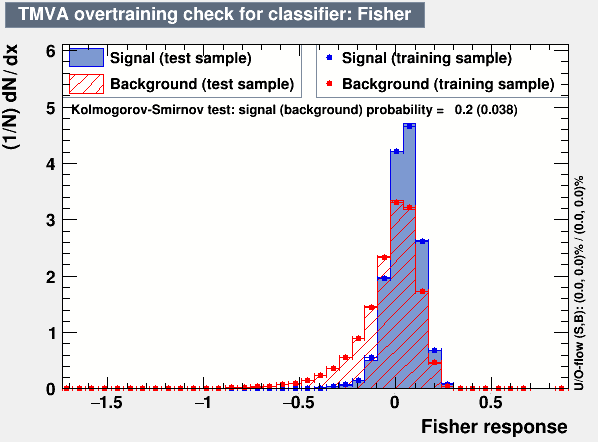 TMVA overtraining check for classifier: Fisher
(1/N) dN / dx
Signal (test sample)
Background (test sample)
Signal (training sample)
Background (training sample)
Kolmogorov-Smirnov test: signal (background) probability = 0.2 (0.038)
6
5
4
3
2
1
0
−1.5 −1 −0.5 0 0.5
Fisher response
U/O-flow (S,B): (0.0, 0.0)% / (0.0, 0.0)%